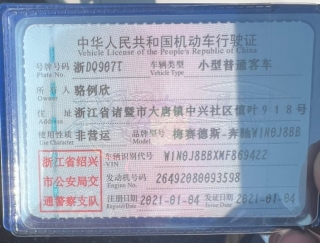 中华人民共和国机动车行驶证
Vehicle License of the People's Republic of China
号牌号码 浙DQ907T 车辆类型 小型普通客车
Plate No. Vehicle Type
所有人 骆例欣
Owner
住址 浙江省诸暨市大唐镇中兴社区慎叶918号
Address
使用性质 非营运 品牌型号 梅赛德斯-奔驰WIN0J8BB
Use Character Model
浙江省绍兴市公安局交通警察支队
车辆识别代号 WIN0J8BBXMF869422
VIN
发动机号码 26492080093598
Engine No.
注册日期 2021-01-04 发证日期 2021-01-04
Register Date Issue Date